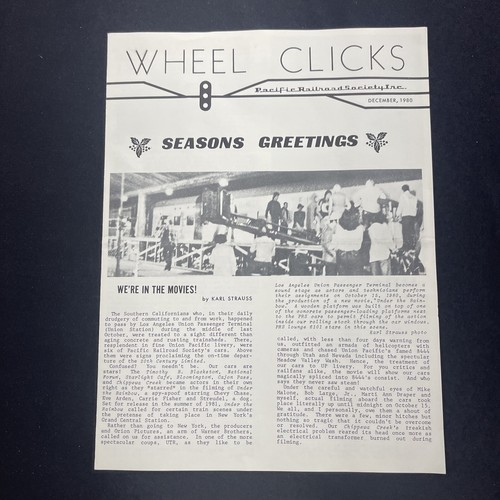 WHEEL CLICKS
Pacific Railroad Society Inc.
DECEMBER, 1980
SEASONS GREETINGS
WE'RE IN THE MOVIES!
by KARL STRAUSS
The Southern Californians who, in their daily
drudgery of commuting to and from work, happened
to pass by Los Angeles Union Passenger Terminal
(Union Station) during the middle of last
October, were treated to a sight different than
aging concrete and rusting trainsheds. There,
resplendent in fine Union Pacific livery, were
six of Pacific Railroad Society's cars. Above
them were signs proclaiming the on-time depar-
ture of the 20th Century Limited.
Confused? You needn't be. Our cars are
stars! The National
Forum, Starlight Cafe, Bloomington, Cajon Pass,
and Chippewa Creek became actors in their own
right as they "starred" in the filming of Under
the Rainbow, a spy-spoof starring Chevy Chase,
Eve Arden, Carrie Fisher and Strudel, a dog.
Set for release in the summer of 1981, Under the
Rainbow called for certain train scenes under
the pretense of taking place in New York's
Grand Central Station.
Rather than going to New York, the producers
and Orion Pictures, an arm of Warner Brothers,
called on us for assistance. In one of the more
spectacular coups, UPR, as they like to be
Los Angeles Union Passenger Terminal becomes a
sound stage as actors and technicians perform
their assignments on October 15, 1980, during
the production of a new movie, "Under the Rain-
bow." A wooden platform was built on top of one
of the concrete passenger-loading platforms next
to the PRS cars to permit filming of the action
inside our rolling stock through the car window.
PRS lounge 8101 stars in this scene.
Karl Strauss photo
called, with less than four days warning from
us, outfitted an armada of helicopters with
cameras and chased Union Pacific's famed 8444
through Utah and Nevada including the spectacular
Meadow Valley Wash. Hence, the treatment of
our cars to UP livery. For you critics and
railfans alike, the movie will show our cars
magically spliced into 8444's consist. And who
says they never saw steam!
Under the careful and watchful eyes of Mike
Malone, Bob Large, Jr., Marti Ann Draper and
myself, actual filming aboard the cars took
place from dawn up until midnight on October 15.
We all, and I personally, own them a shout of
gratitude. There were a few, minor bitches but
nothing so tragic that it couldn't be overcome
or resolved. Our Chippewa Creek's freakish
electrical problem reared its head once more as
an electrical transformer burned out during
filming.